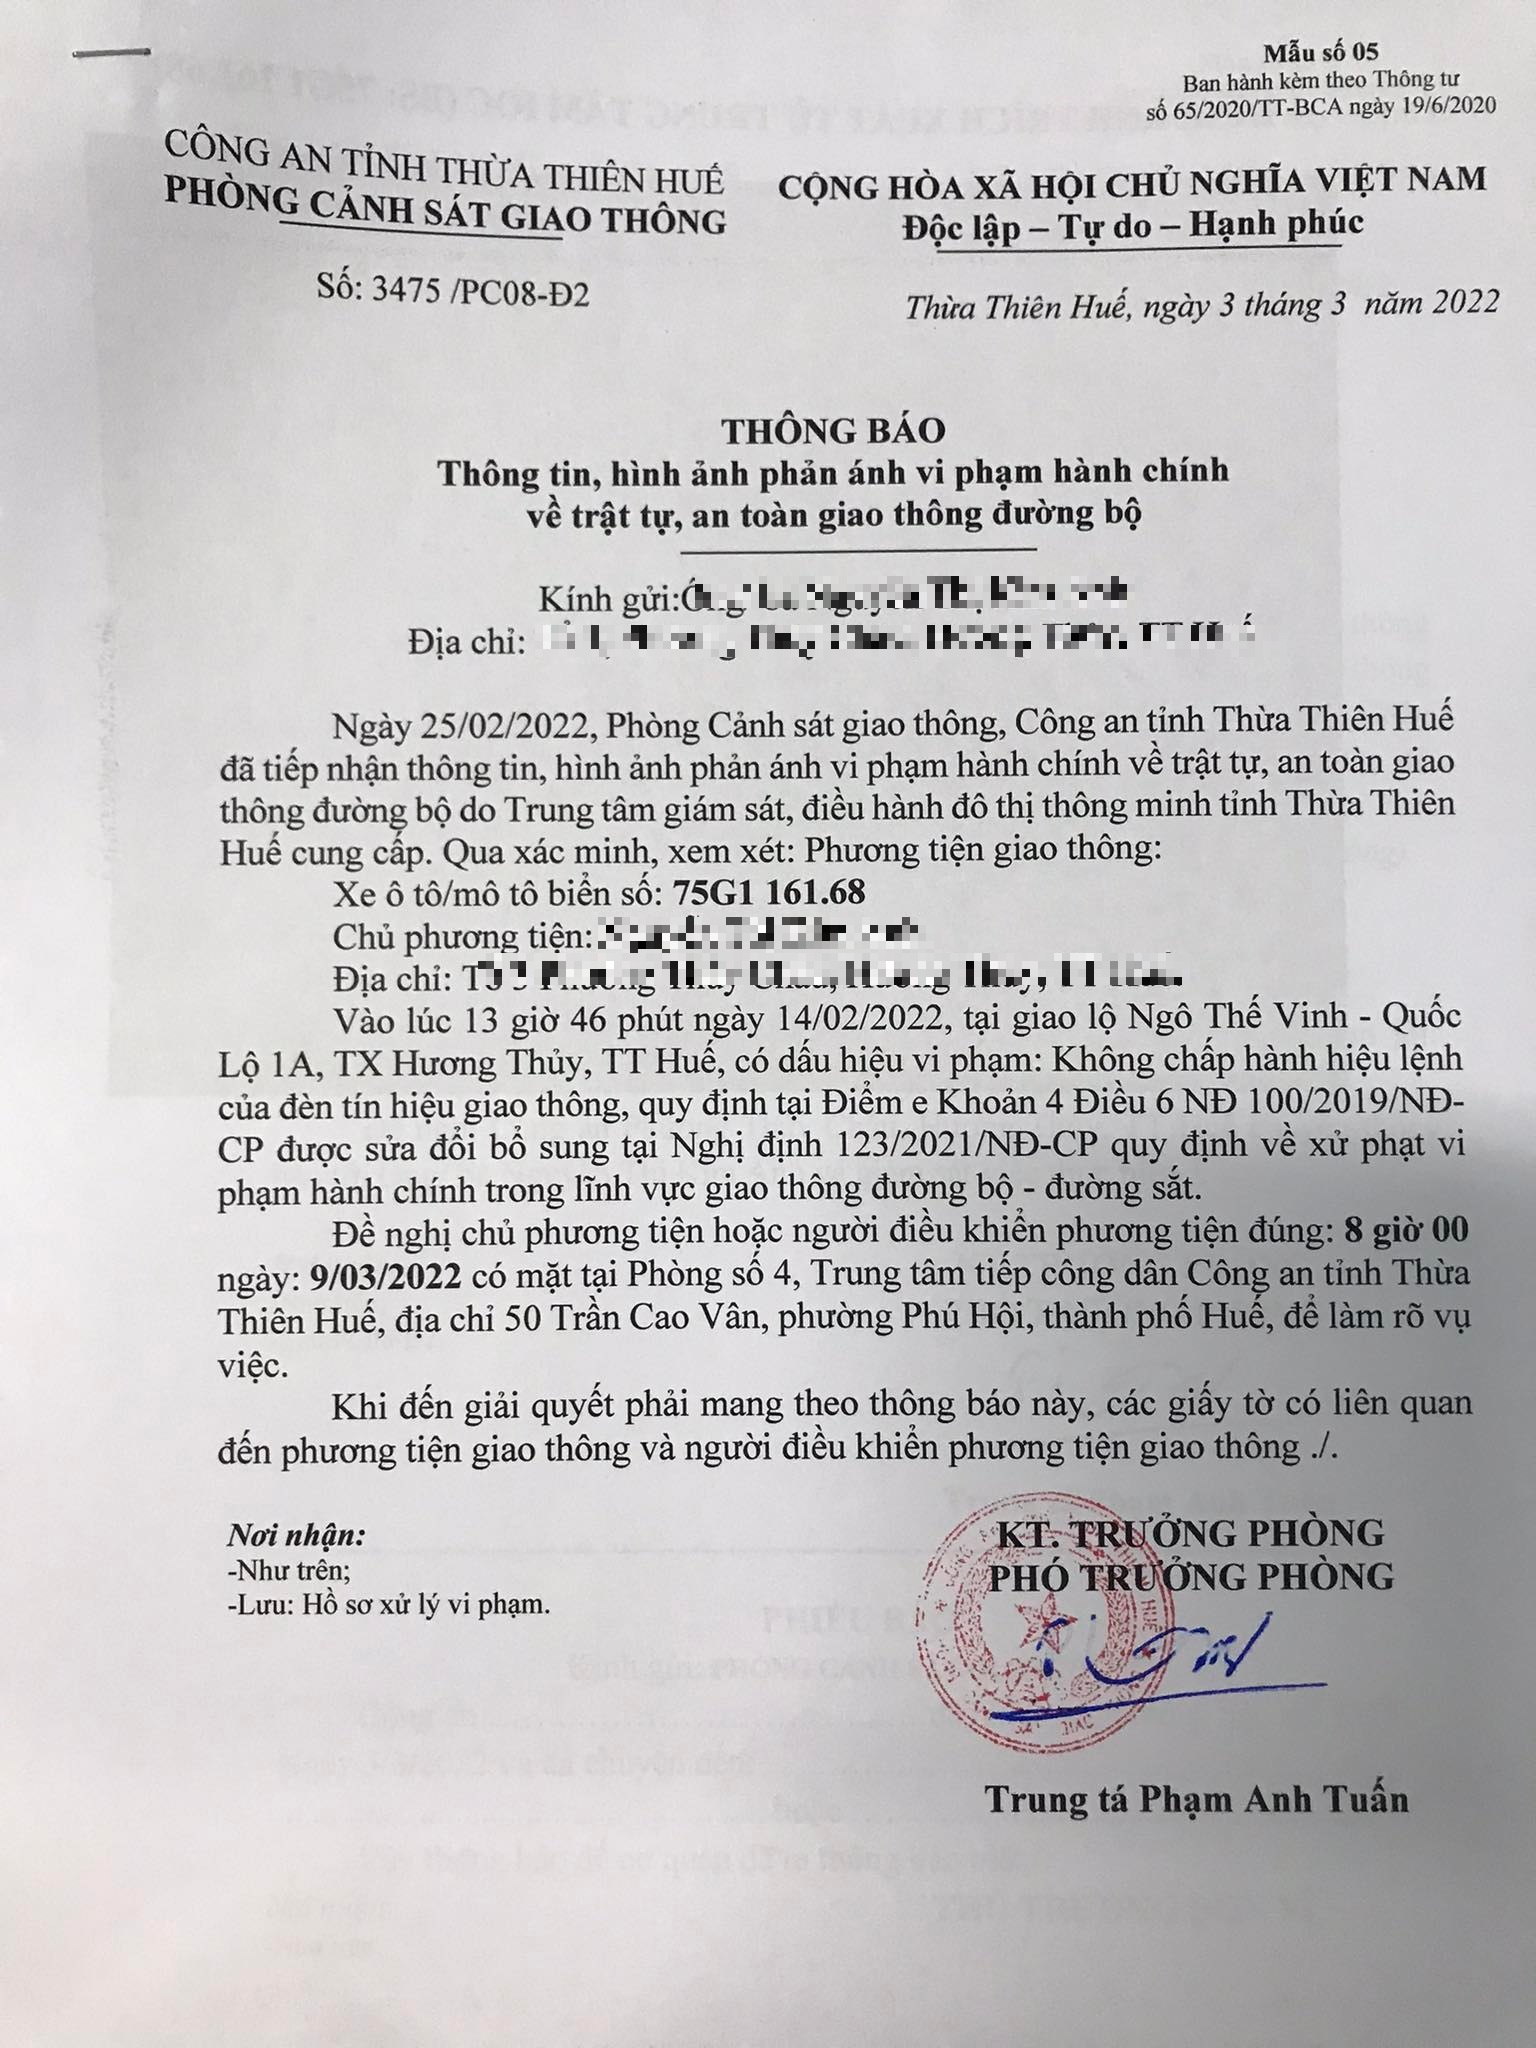 Mẫu số 05
Ban hành kèm theo Thông tư
số 65/2020/TT-BCA ngày 19/6/2020
CÔNG AN TỈNH THỪA THIÊN HUẾ
PHÒNG CẢNH SÁT GIAO THÔNG
CỘNG HÒA XÃ HỘI CHỦ NGHĨA VIỆT NAM
Độc lập – Tự do – Hạnh phúc
Số: 3475 /PC08-Đ2
Thừa Thiên Huế, ngày 3 tháng 3 năm 2022
THÔNG BÁO
Thông tin, hình ảnh phản ánh vi phạm hành chính
về trật tự, an toàn giao thông đường bộ
Kính gửi:
Địa chỉ:
Ngày 25/02/2022, Phòng Cảnh sát giao thông, Công an tỉnh Thừa Thiên Huế
đã tiếp nhận thông tin, hình ảnh phản ánh vi phạm hành chính về trật tự, an toàn giao
thông đường bộ do Trung tâm giám sát, điều hành đô thị thông minh tỉnh Thừa Thiên
Huế cung cấp. Qua xác minh, xem xét: Phương tiện giao thông:
Xe ô tô/mô tô biển số: 75G1 161.68
Chủ phương tiện:
Địa chỉ:
Vào lúc 13 giờ 46 phút ngày 14/02/2022, tại giao lộ Ngô Thế Vinh - Quốc
Lộ 1A, TX Hương Thủy, TT Huế, có dấu hiệu vi phạm: Không chấp hành hiệu lệnh
của đèn tín hiệu giao thông, quy định tại Điểm e Khoản 4 Điều 6 NĐ 100/2019/NĐ-
CP được sửa đổi bổ sung tại Nghị định 123/2021/NĐ-CP quy định về xử phạt vi
phạm hành chính trong lĩnh vực giao thông đường bộ - đường sắt.
Đề nghị chủ phương tiện hoặc người điều khiển phương tiện đúng: 8 giờ 00
ngày: 9/03/2022 có mặt tại Phòng số 4, Trung tâm tiếp công dân Công an tỉnh Thừa
Thiên Huế, địa chỉ 50 Trần Cao Vân, phường Phú Hội, thành phố Huế, để làm rõ vụ
việc.
Khi đến giải quyết phải mang theo thông báo này, các giấy tờ có liên quan
đến phương tiện giao thông và người điều khiển phương tiện giao thông ./.
Nơi nhận:
-Như trên;
-Lưu: Hồ sơ xử lý vi phạm.
KT. TRƯỞNG PHÒNG
PHÓ TRƯỞNG PHÒNG
Trung tá Phạm Anh Tuấn